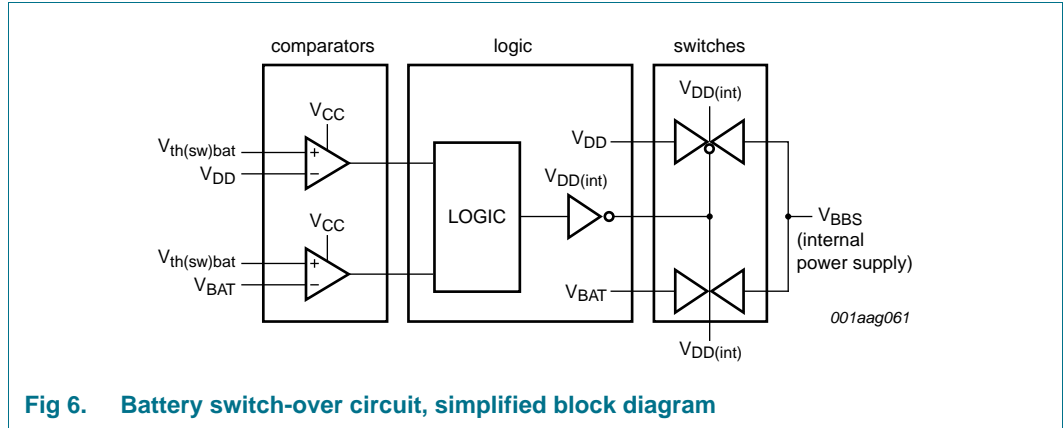 comparators
logic
switches
VCC
Vth(sw)bat
+
VDD
−
VCC
Vth(sw)bat
+
VBAT
−
LOGIC
VDD(int)
VDD(int)
VDD
VBAT
VDD(int)
VBBS
(internal
power supply)
001aag061
Fig 6. Battery switch-over circuit, simplified block diagram